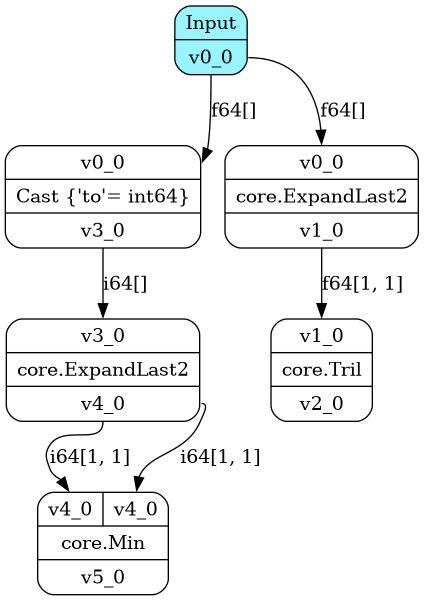 Input
v0_0
f64[]
f64[]
v0_0
Cast {'to'= int64}
v3_0
v0_0
core.ExpandLast2
v1_0
i64[]
f64[1, 1]
v3_0
core.ExpandLast2
v4_0
v1_0
core.Tril
v2_0
i64[1, 1]
i64[1, 1]
v4_0
v4_0
core.Min
v5_0